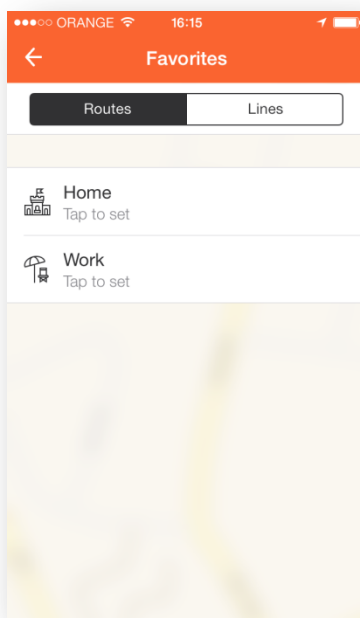 ORANGE 16:15
Favorites
Routes Lines
Home
Tap to set
Work
Tap to set